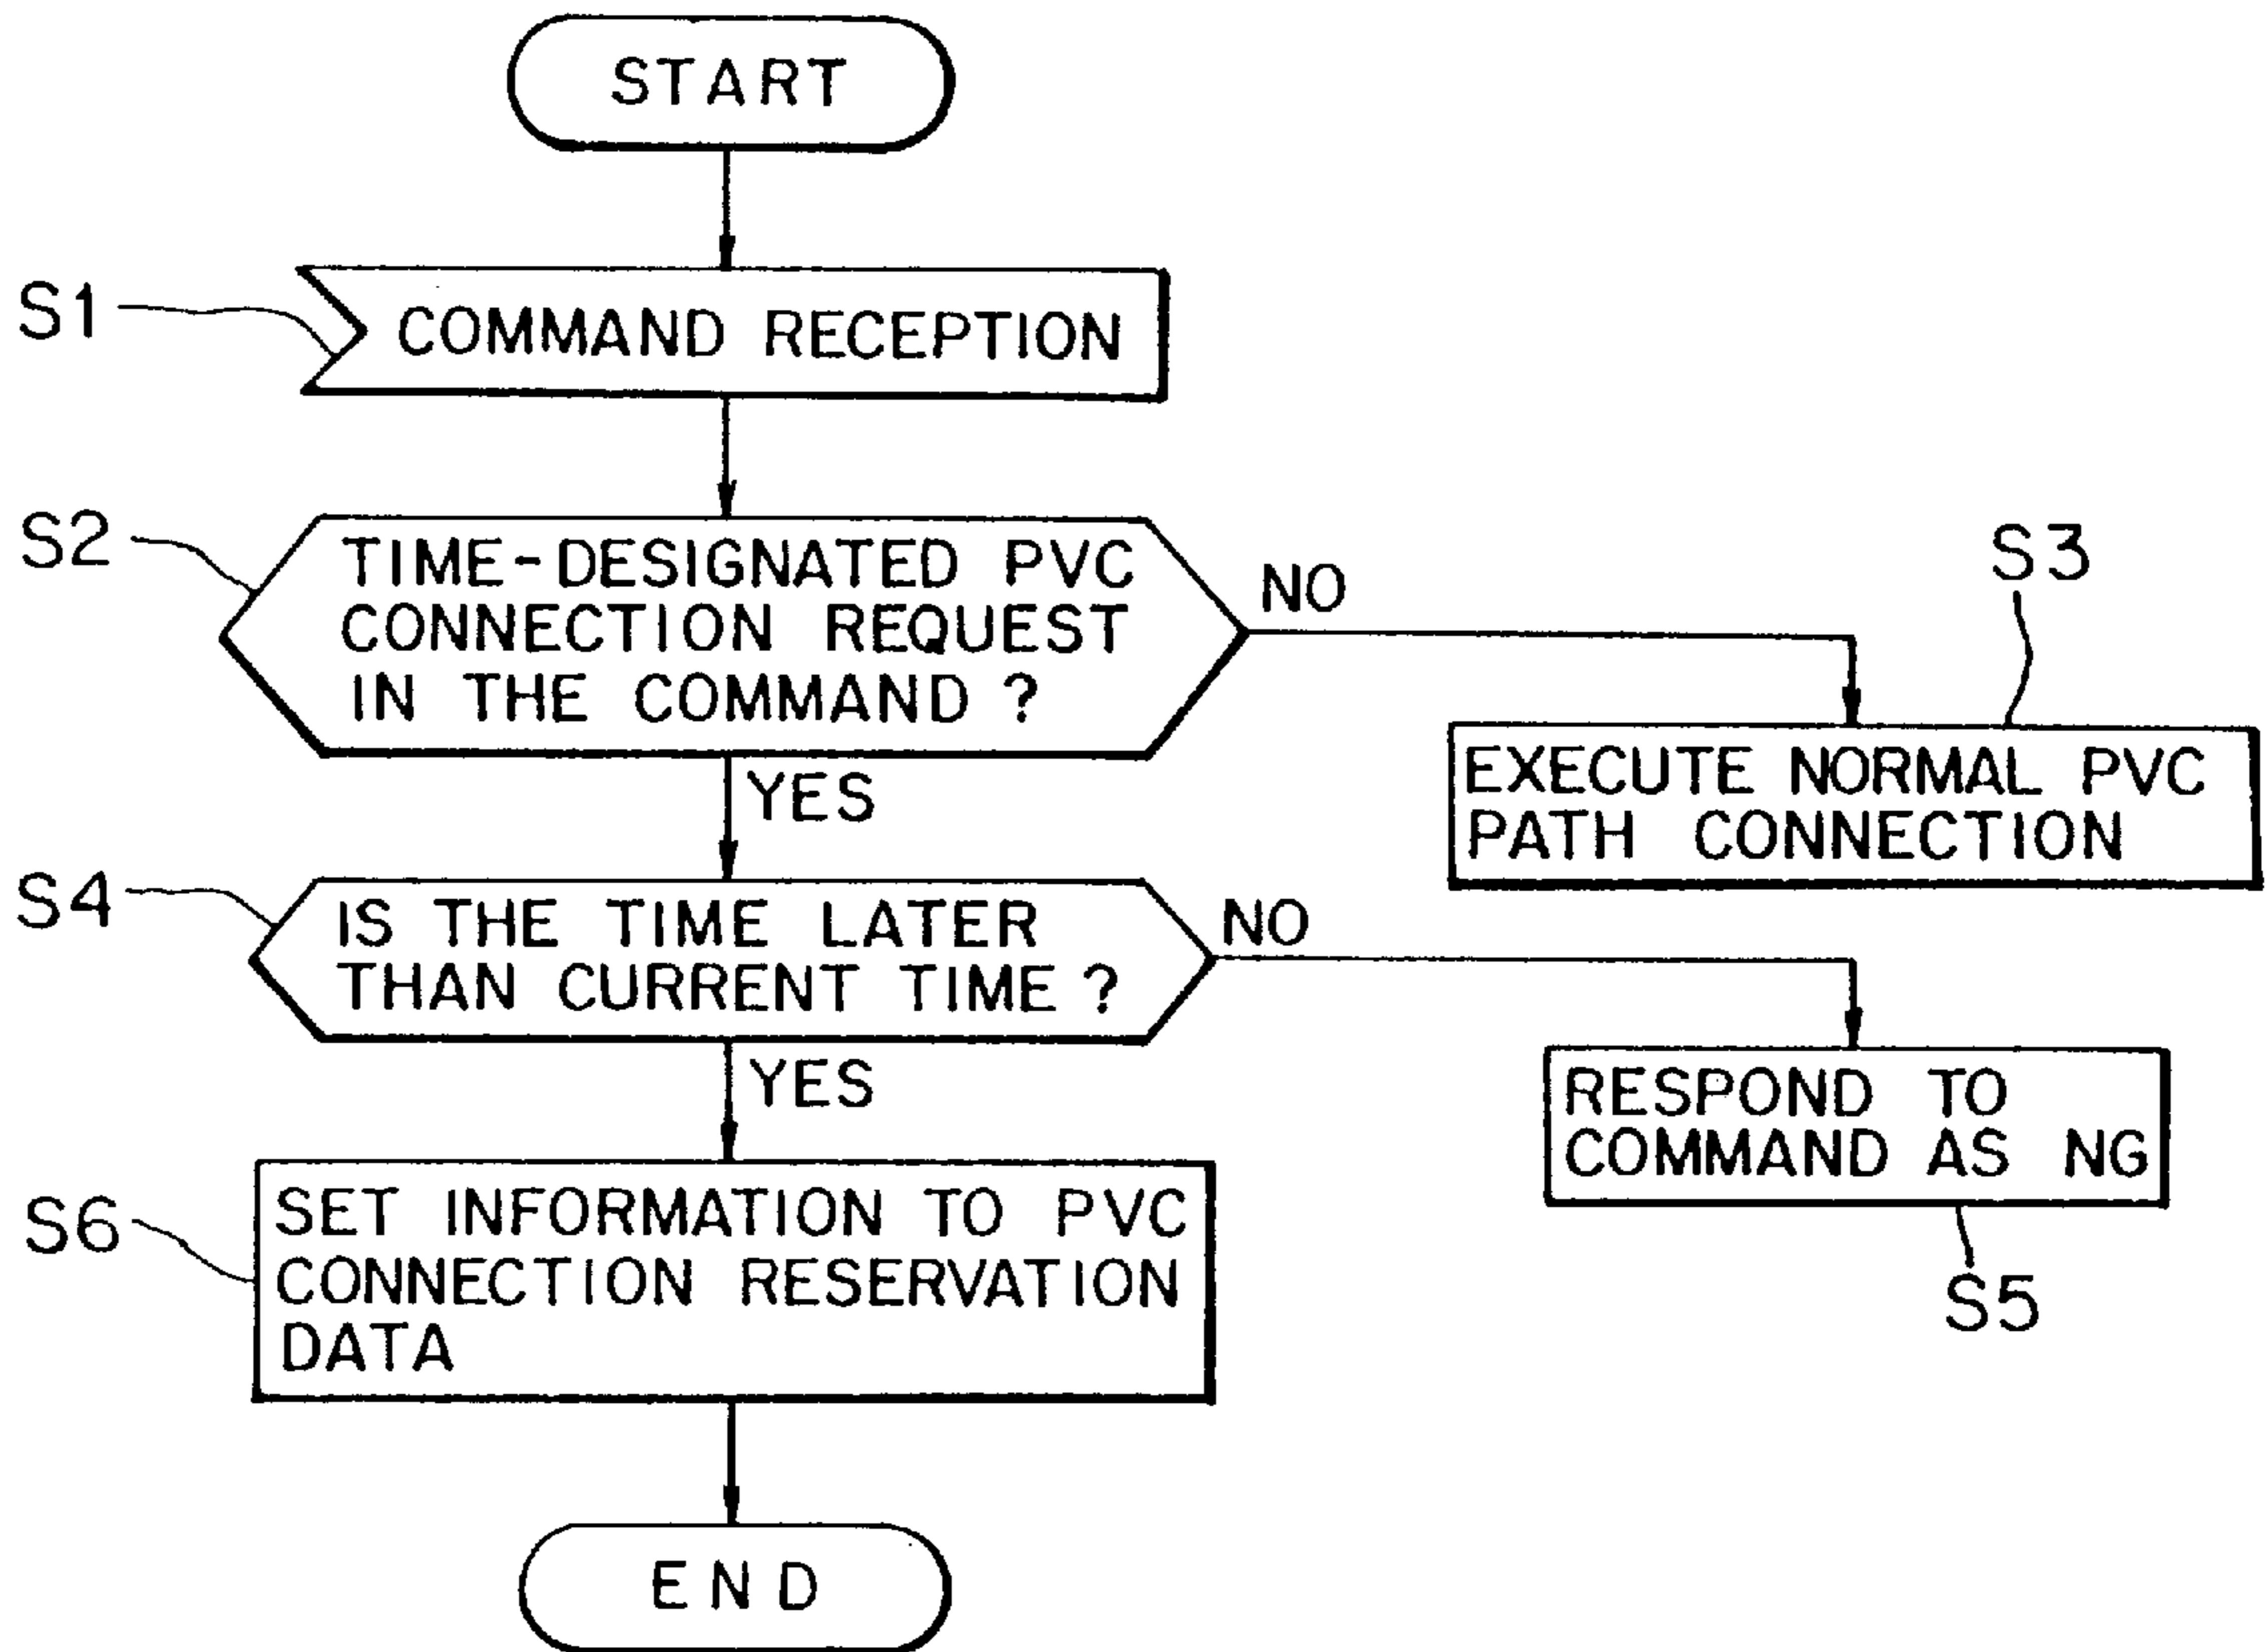 START
S1
COMMAND RECEPTION
S2
TIME-DESIGNATED PVC
CONNECTION REQUEST
IN THE COMMAND ?
NO
S3
EXECUTE NORMAL PVC
PATH CONNECTION
YES
S4
IS THE TIME LATER
THAN CURRENT TIME ?
NO
RESPOND TO
COMMAND AS NG
S5
YES
S6
SET INFORMATION TO PVC
CONNECTION RESERVATION
DATA
END